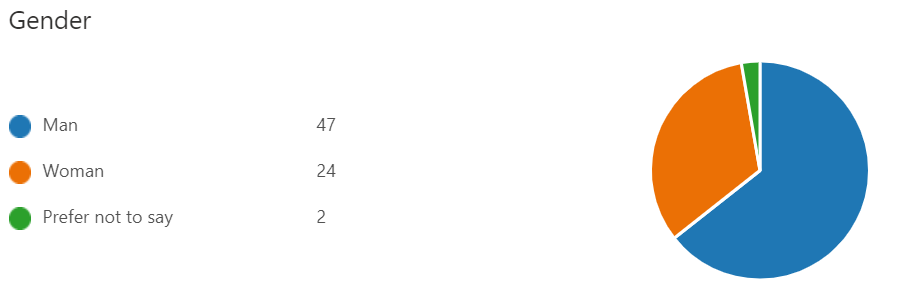 Gender
Man 47
Woman 24
Prefer not to say 2